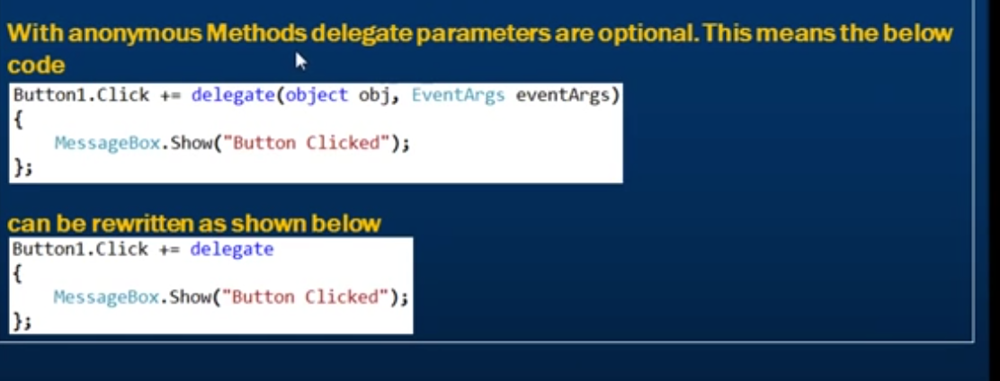 With anonymous Methods delegate parameters are optional. This means the below
code
Button1.Click += delegate(object obj, EventArgs eventArgs)
{
    MessageBox.Show("Button Clicked");
};
can be rewritten as shown below
Button1.Click += delegate
{
    MessageBox.Show("Button Clicked");
};